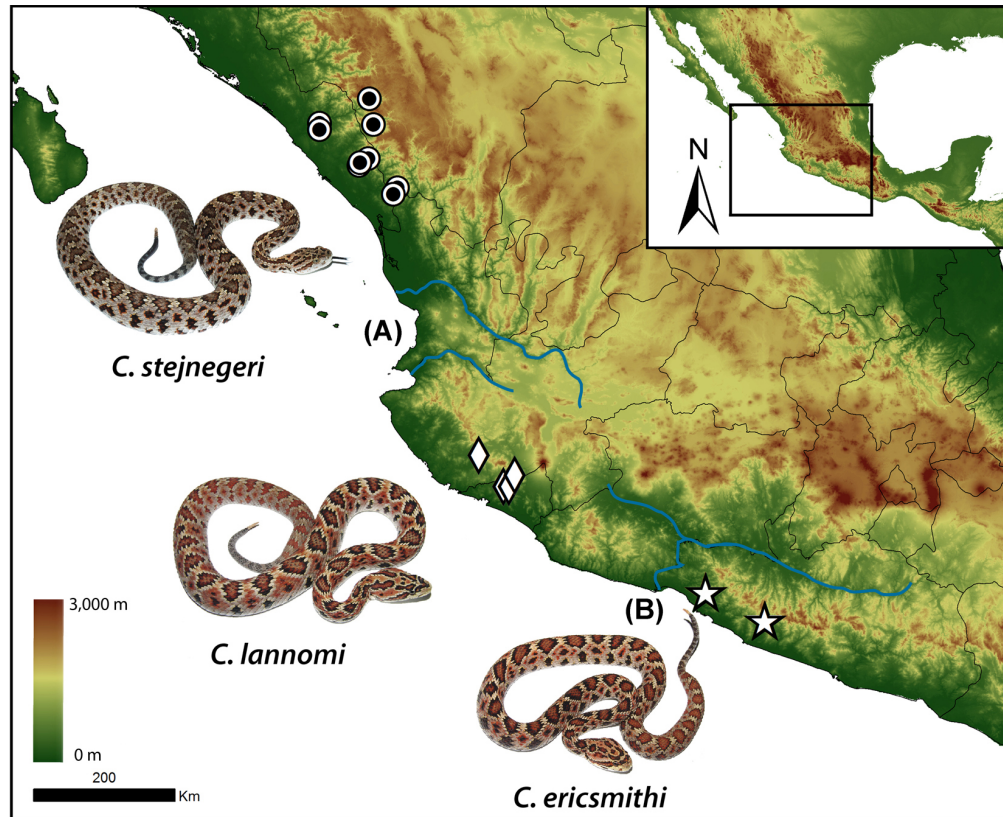 N
(A)
C. stejnegeri
C. lannomi
(B)
3,000 m
0 m
200
Km
C. ericsmithi